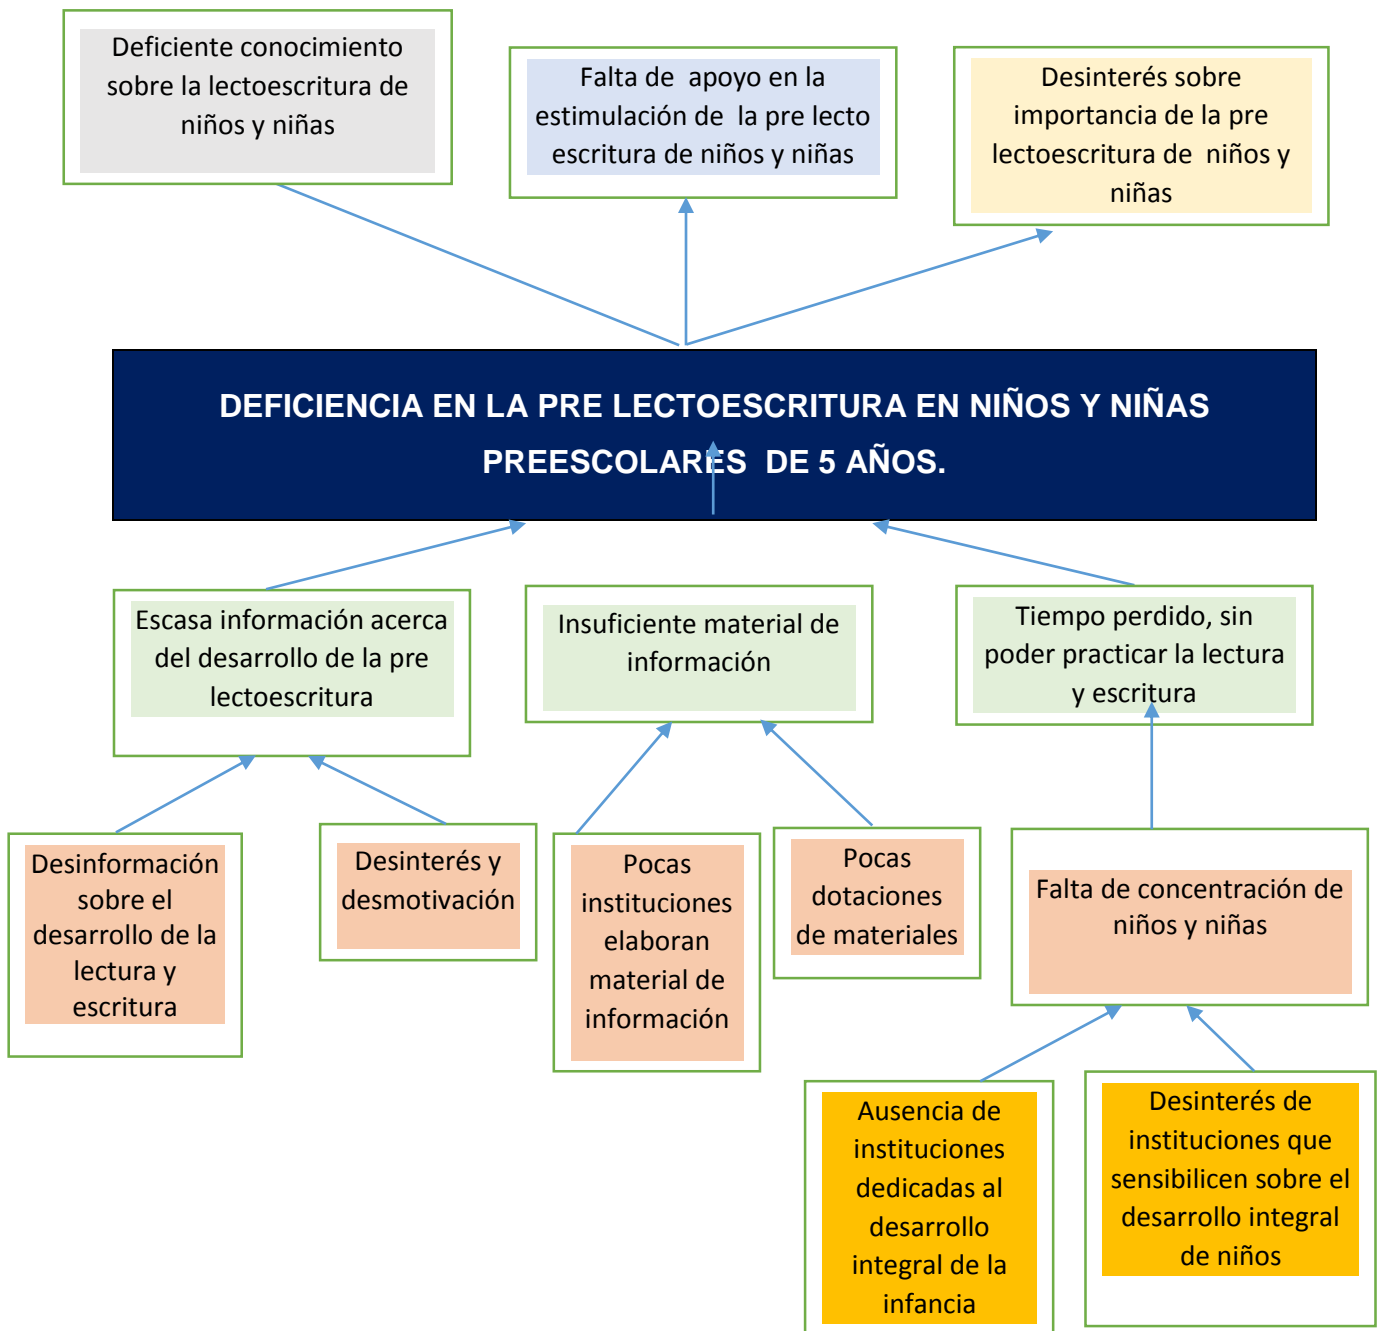 Deficiente conocimiento
sobre la lectoescritura de
niños y niñas
Falta de apoyo en la
estimulación de la pre lecto
escritura de niños y niñas
Desinterés sobre
importancia de la pre
lectoescritura de niños y
niñas
DEFICIENCIA EN LA PRE LECTOESCRITURA EN NIÑOS Y NIÑAS
PREESCOLARES DE 5 AÑOS.
Escasa información acerca
del desarrollo de la pre
lectoescritura
Insuficiente material de
información
Tiempo perdido, sin
poder practicar la lectura
y escritura
Desinformación
sobre el
desarrollo de la
lectura y
escritura
Desinterés y
desmotivación
Pocas
instituciones
elaboran
material de
información
Pocas
dotaciones
de materiales
Falta de concentración de
niños y niñas
Ausencia de
instituciones
dedicadas al
desarrollo
integral de la
infancia
Desinterés de
instituciones que
sensibilicen sobre el
desarrollo integral
de niños